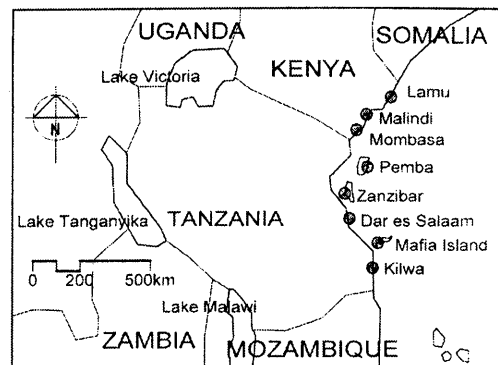 UGANDA
SOMALIA
Lake Victoria
KENYA
Lamu
Malindi
Mombasa
N
Pemba
Zanzibar
Lake Tanganyika
TANZANIA
Dar es Salaam
Mafia Island
0 200 500km
Kilwa
Lake Malawi
ZAMBIA
MOZAMBIQUE